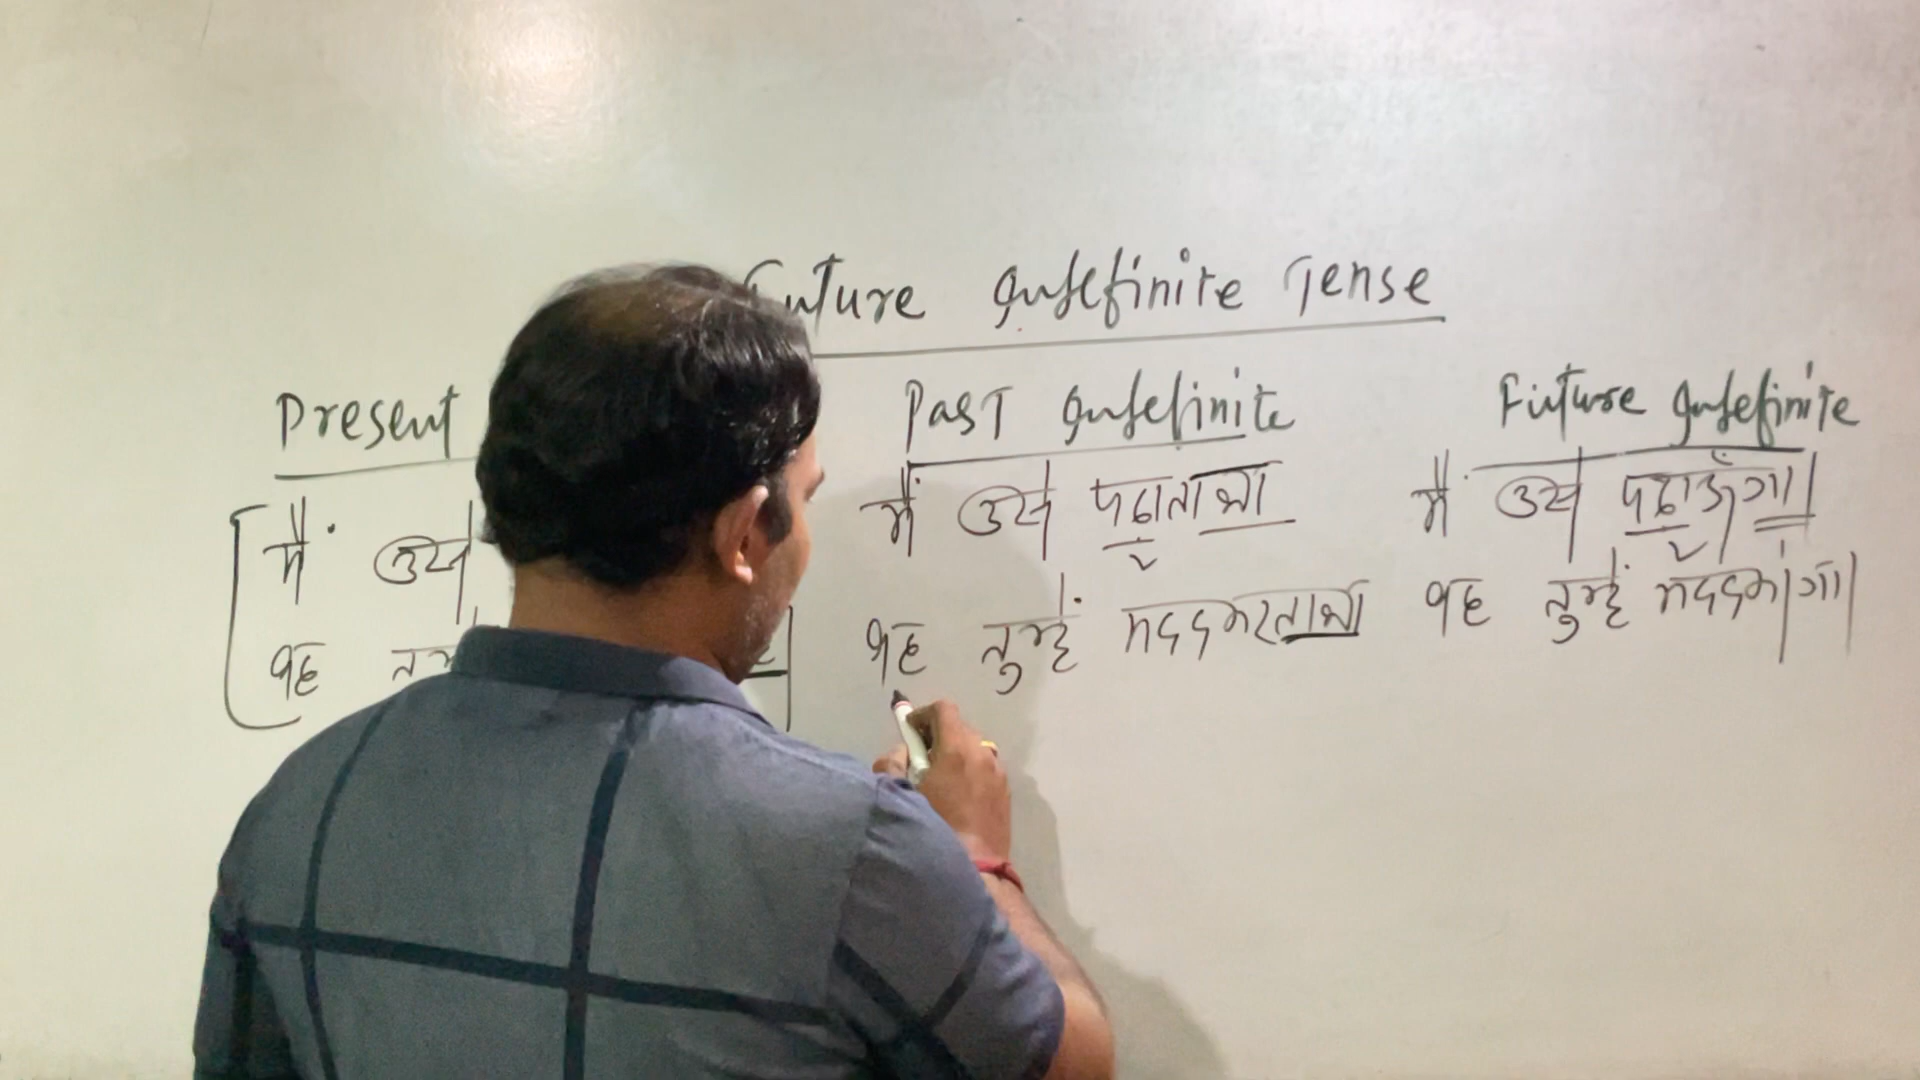 Future Indefinite Tense
Present Past Indefinite Future Indefinite
मैं उसे मैं उसे पढ़ाता था मैं उसे पढ़ाऊँगा।
वह वह तुम्हें मदद करता था वह तुम्हें मदद